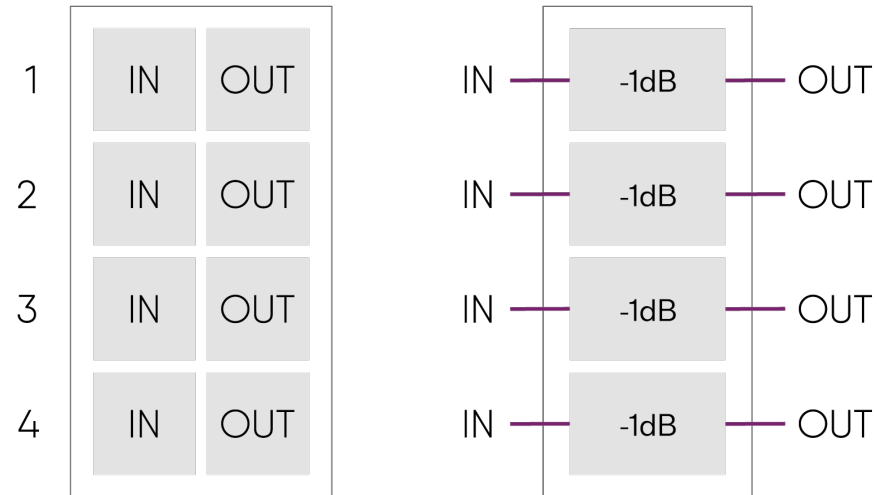 1 IN OUT IN -1dB OUT
2 IN OUT IN -1dB OUT
3 IN OUT IN -1dB OUT
4 IN OUT IN -1dB OUT